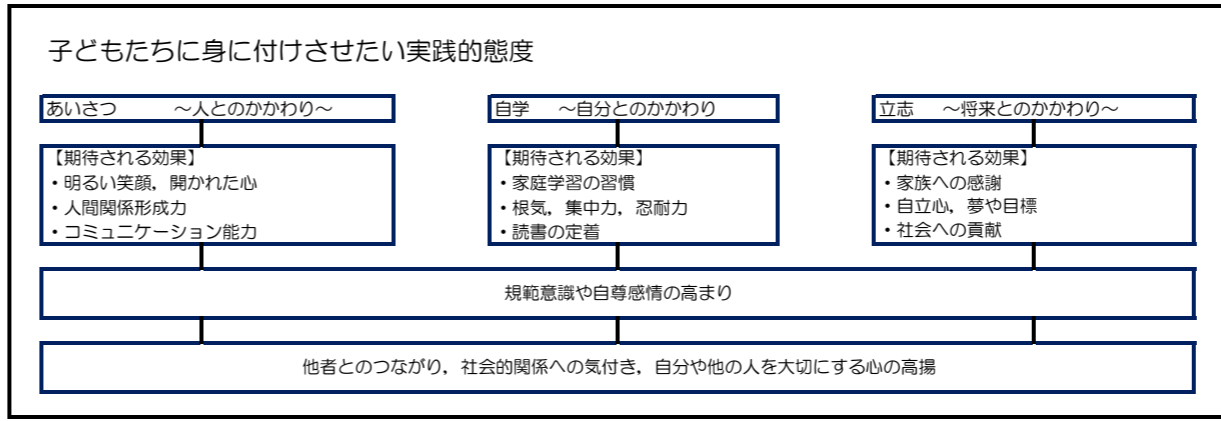 子どもたちに身に付けさせたい実践的態度
あいさつ　　～人とのかかわり～
【期待される効果】
・明るい笑顔，開かれた心
・人間関係形成力
・コミュニケーション能力
自学　～自分とのかかわり
【期待される効果】
・家庭学習の習慣
・根気，集中力，忍耐力
・読書の定着
立志　～将来とのかかわり～
【期待される効果】
・家族への感謝
・自立心，夢や目標
・社会への貢献
規範意識や自尊感情の高まり
他者とのつながり，社会的関係への気付き，自分や他の人を大切にする心の高揚